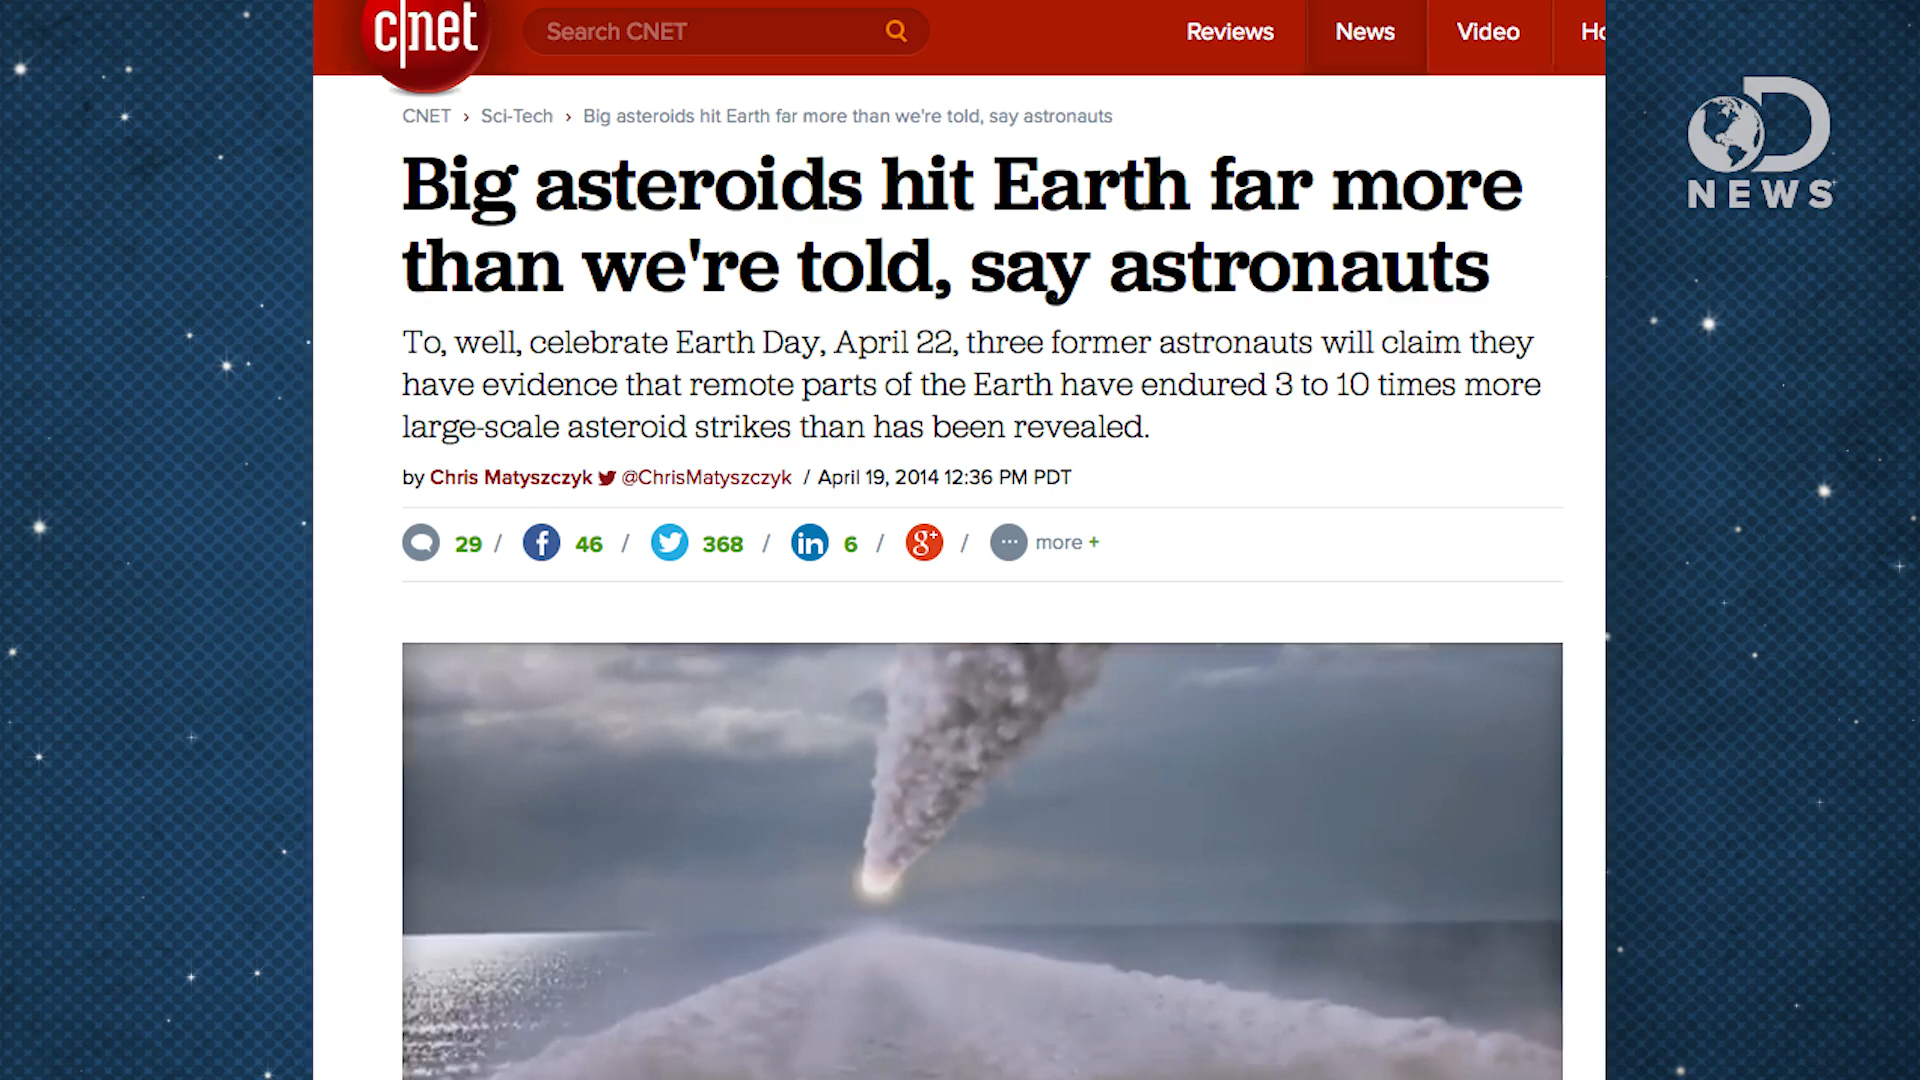 c|net
Search CNET
Reviews
News
Video
CNET > Sci-Tech > Big asteroids hit Earth far more than we're told, say astronauts
Big asteroids hit Earth far more
than we're told, say astronauts
To, well, celebrate Earth Day, April 22, three former astronauts will claim they
have evidence that remote parts of the Earth have endured 3 to 10 times more
large-scale asteroid strikes than has been revealed.
by Chris Matyszczyk @ChrisMatyszczyk / April 19, 2014 12:36 PM PDT
29 / f 46 / 368 / in 6 / g+ / ... more +
D
NEWS